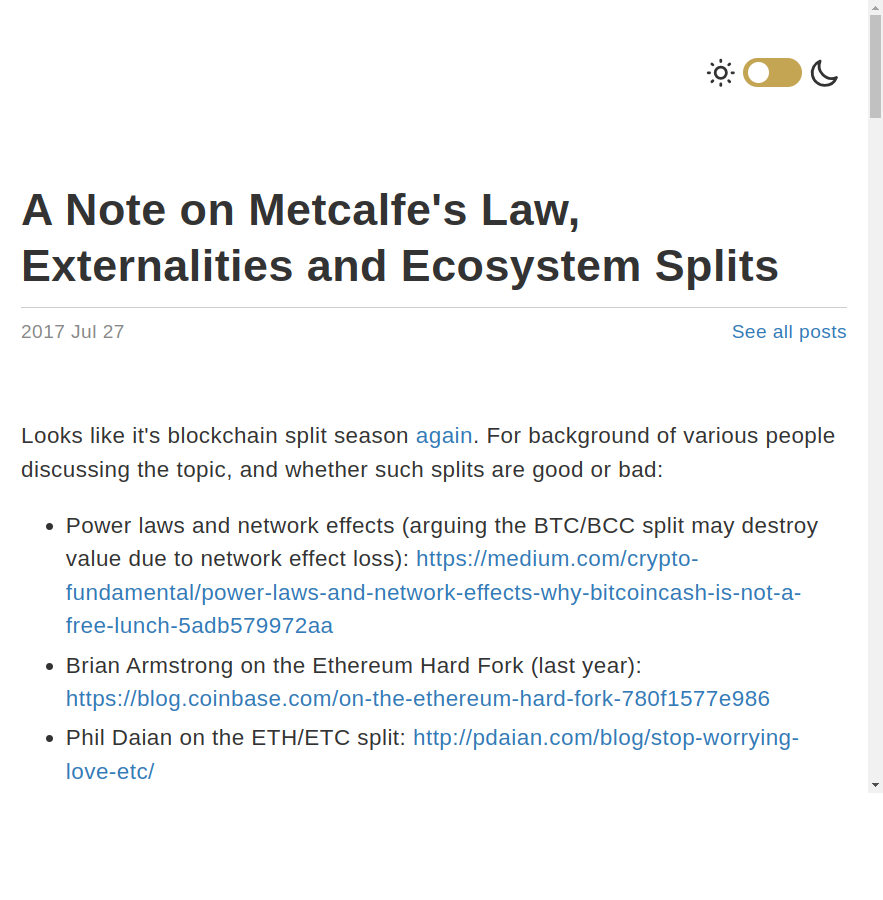 A Note on Metcalfe's Law,
Externalities and Ecosystem Splits
2017 Jul 27
See all posts
Looks like it's blockchain split season again. For background of various people
discussing the topic, and whether such splits are good or bad:
• Power laws and network effects (arguing the BTC/BCC split may destroy
value due to network effect loss): https://medium.com/crypto-
fundamental/power-laws-and-network-effects-why-bitcoincash-is-not-a-
free-lunch-5adb579972aa
• Brian Armstrong on the Ethereum Hard Fork (last year):
https://blog.coinbase.com/on-the-ethereum-hard-fork-780f1577e986
• Phil Daian on the ETH/ETC split: http://pdaian.com/blog/stop-worrying-
love-etc/